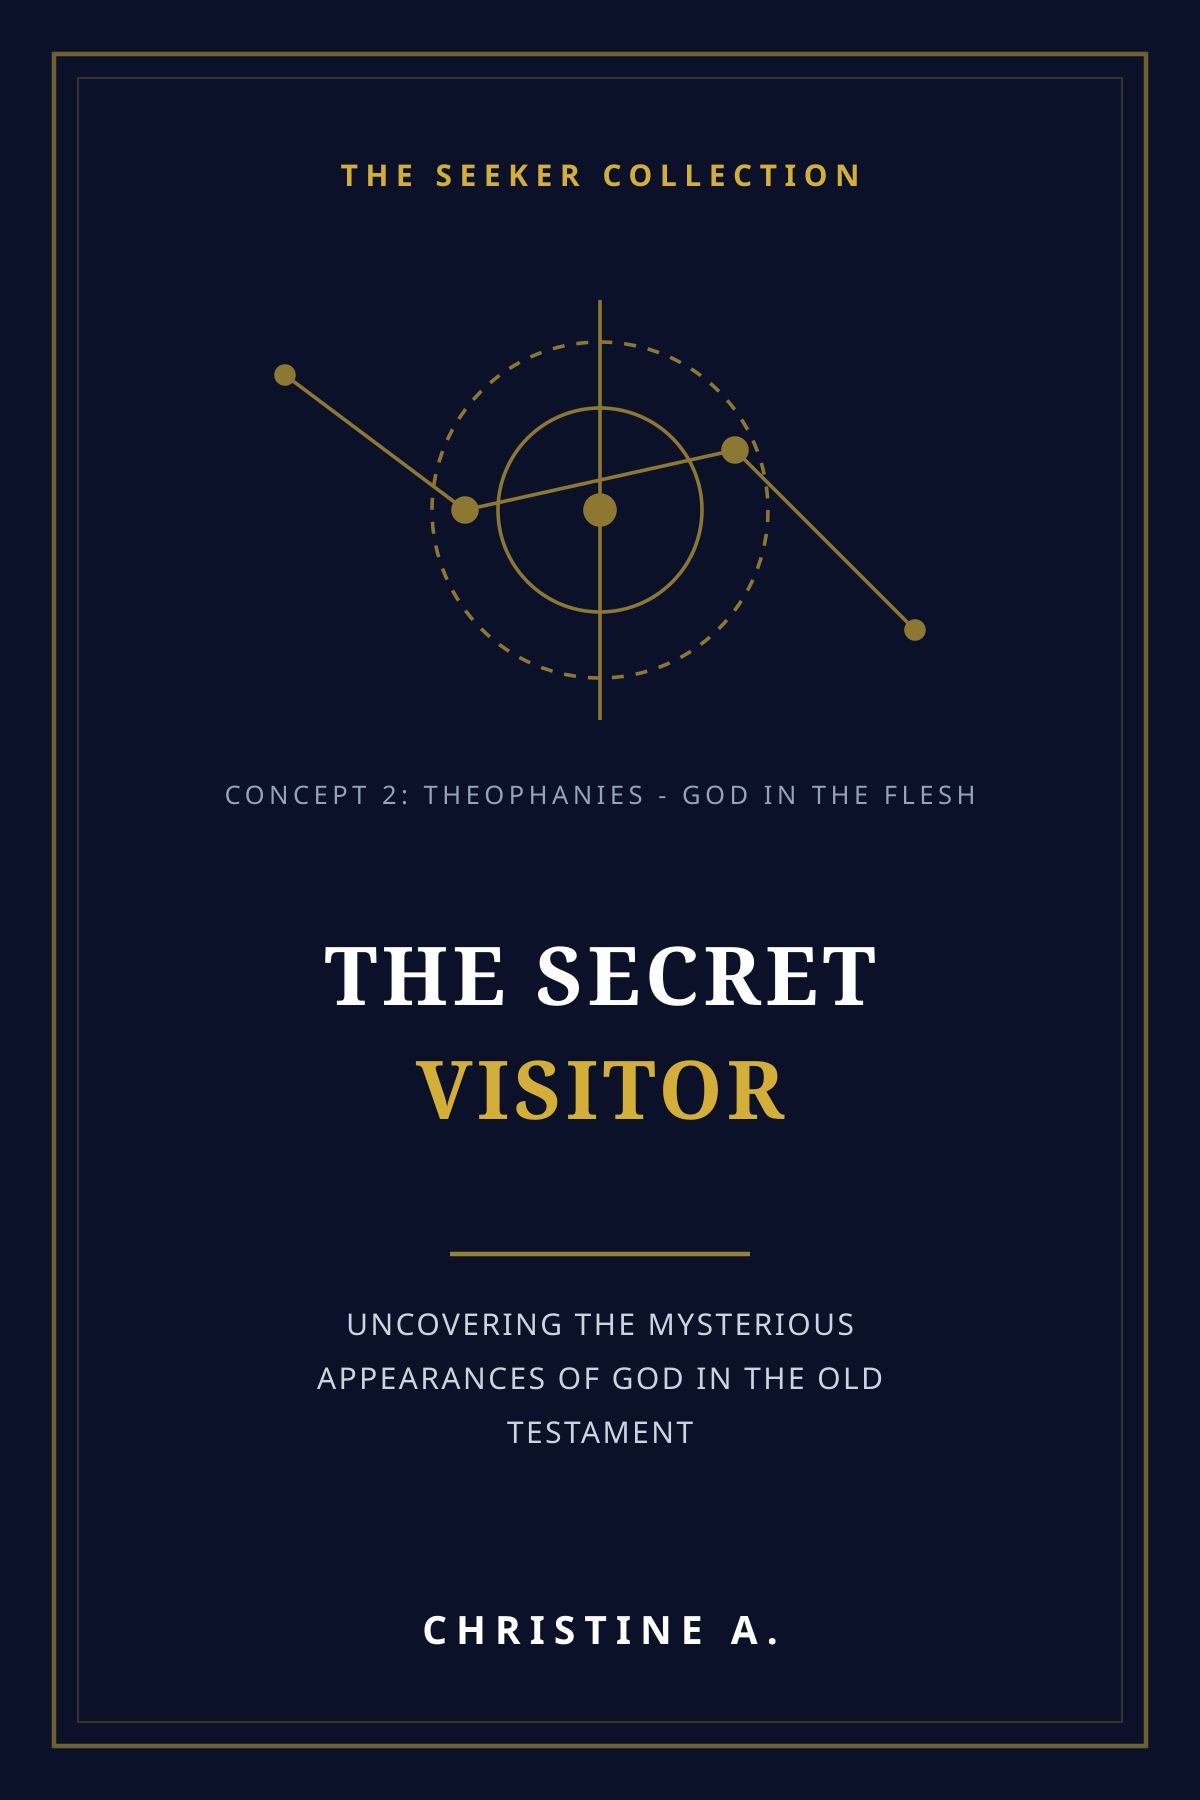 THE SEEKER COLLECTION
CONCEPT 2: THEOPHANIES - GOD IN THE FLESH
THE SECRET
VISITOR
UNCOVERING THE MYSTERIOUS
APPEARANCES OF GOD IN THE OLD
TESTAMENT
CHRISTINE A.